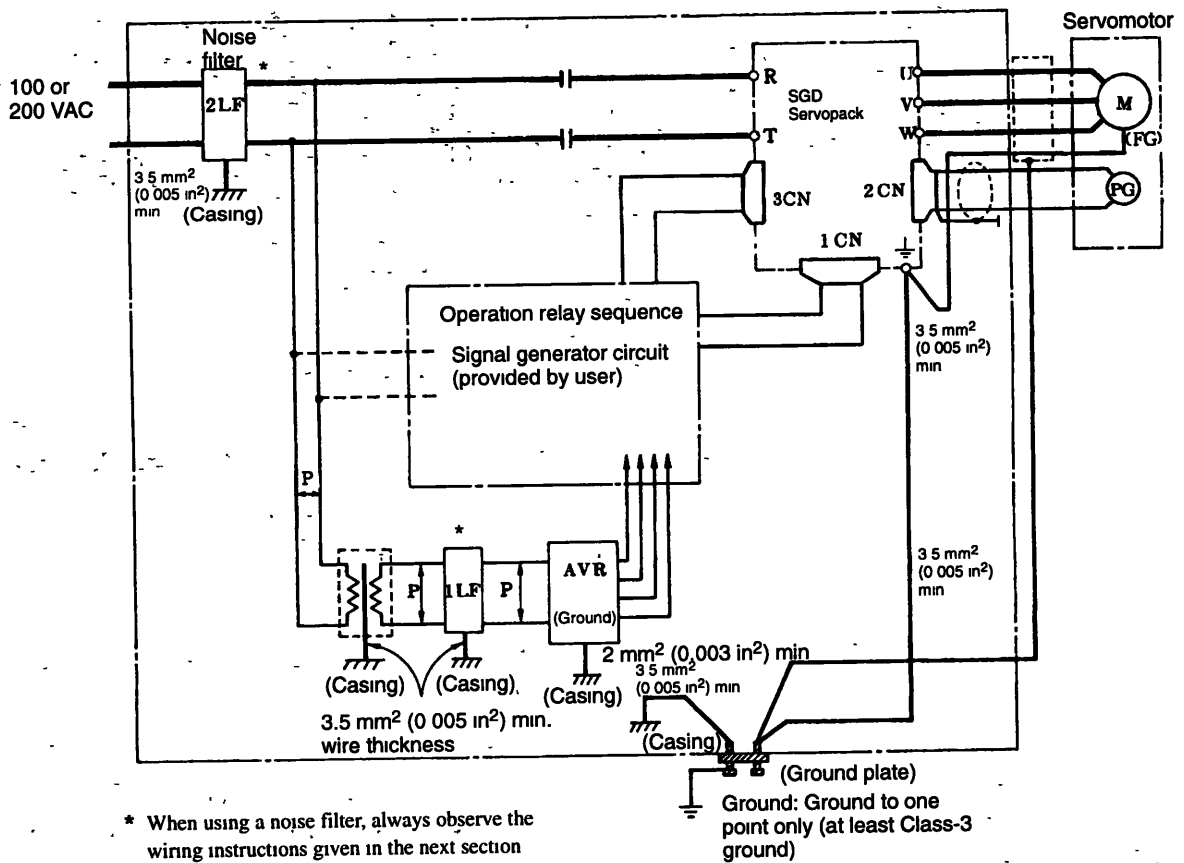 Servomotor
Noise
filter
*
100 or
200 VAC
2LF
R
SGD
Servopack
U
V
W
T
M
(FG)
3 5 mm²
(0 005 in²)
min
(Casing)
3CN
2CN
PG
1CN
Operation relay sequence
Signal generator circuit
(provided by user)
3 5 mm²
(0 005 in²)
min
P
*
P
1LF
P
AVR
(Ground)
3 5 mm²
(0 005 in²)
min
2 mm² (0,003 in²) min
3 5 mm²
(0 005 in²) min
(Casing)
(Casing)
(Casing)
3.5 mm² (0 005 in²) min.
wire thickness
(Casing)
(Ground plate)
Ground: Ground to one
point only (at least Class-3
ground)
* When using a noise filter, always observe the
wiring instructions given in the next section